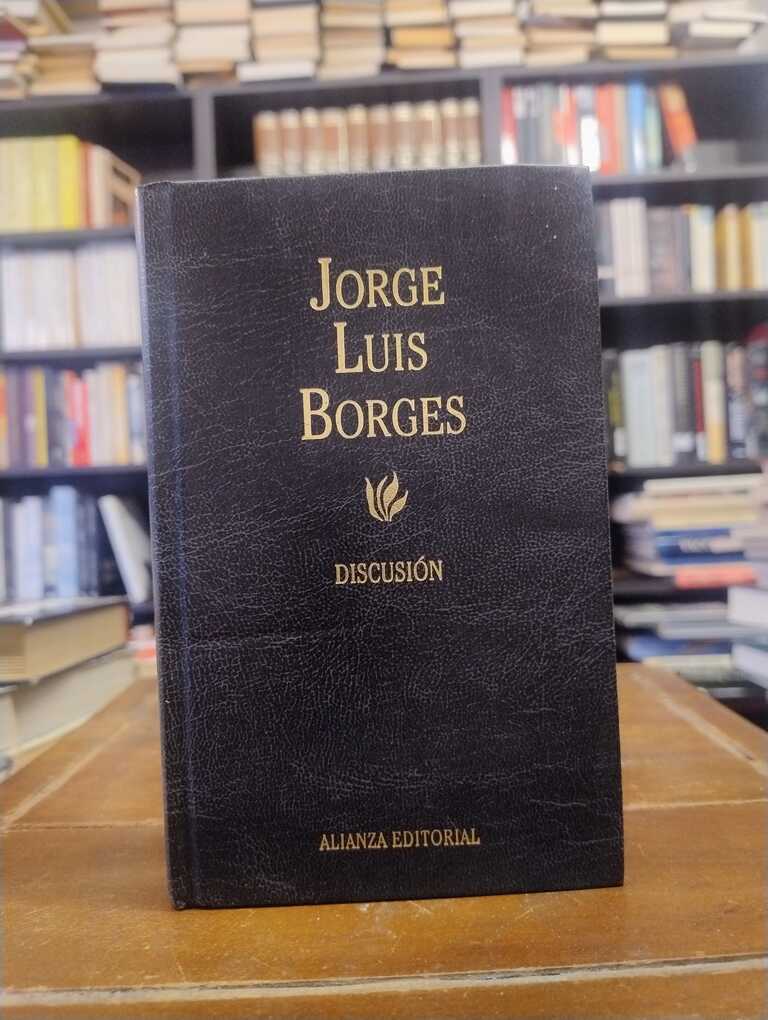 JORGE
LUIS
BORGES
DISCUSIÓN
ALIANZA EDITORIAL